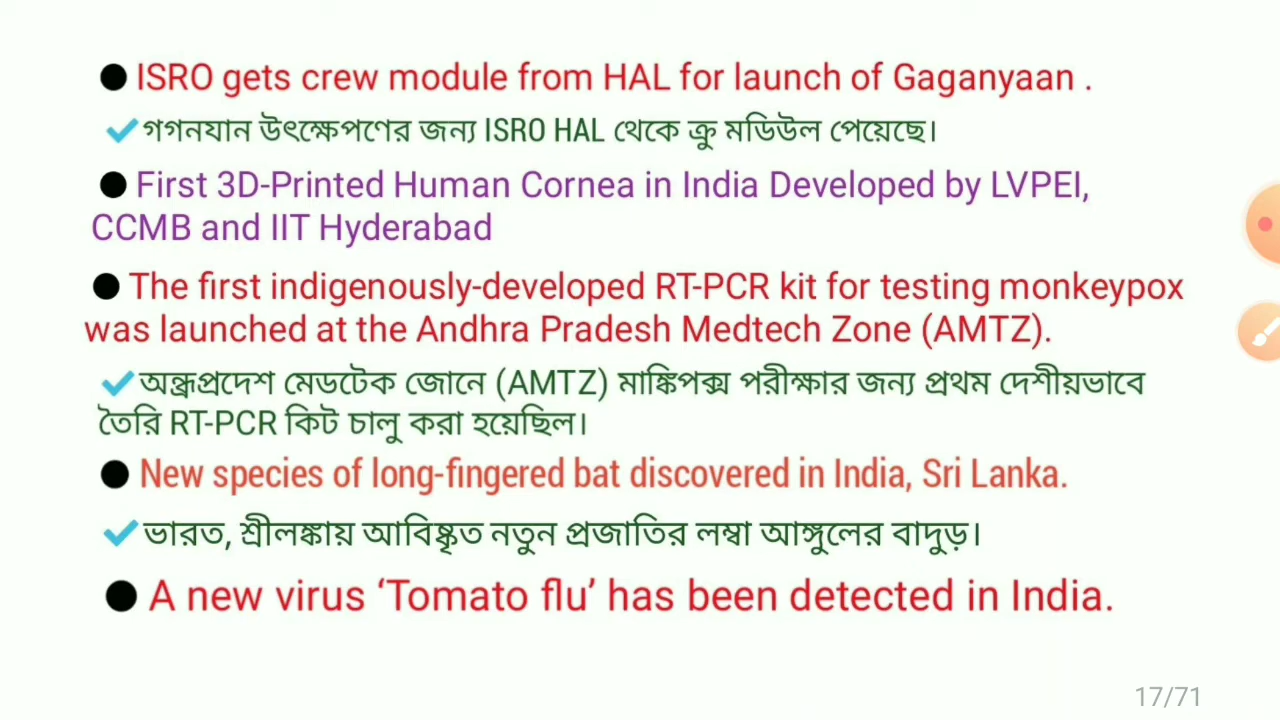 ● ISRO gets crew module from HAL for launch of Gaganyaan .
✔গগনযান উৎক্ষেপণের জন্য ISRO HAL থেকে ক্রু মডিউল পেয়েছে।
● First 3D-Printed Human Cornea in India Developed by LVPEI,
CCMB and IIT Hyderabad
● The first indigenously-developed RT-PCR kit for testing monkeypox
was launched at the Andhra Pradesh Medtech Zone (AMTZ).
✔অন্ধ্রপ্রদেশ মেডটেক জোনে (AMTZ) মাঙ্কিপক্স পরীক্ষার জন্য প্রথম দেশীয়ভাবে
তৈরি RT-PCR কিট চালু করা হয়েছিল।
● New species of long-fingered bat discovered in India, Sri Lanka.
✔ভারত, শ্রীলঙ্কায় আবিষ্কৃত নতুন প্রজাতির লম্বা আঙ্গুলের বাদুড়।
● A new virus ‘Tomato flu’ has been detected in India.
17/71